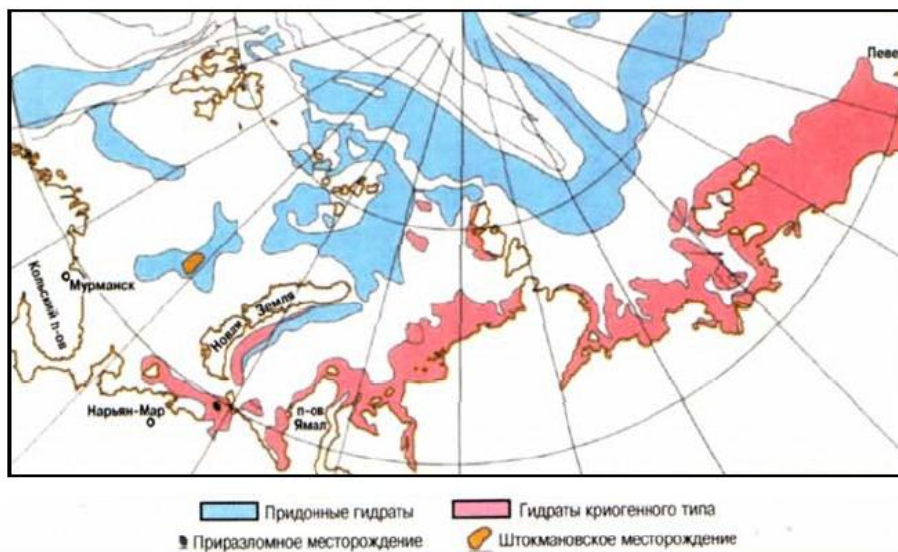 Певе
Кольский п-ов
Мурманск
Новая Земля
Нарьян-Мар
п-ов
Ямал
Придонные гидраты
Гидраты криогенного типа
Приразломное месторождение
Штокмановское месторождение